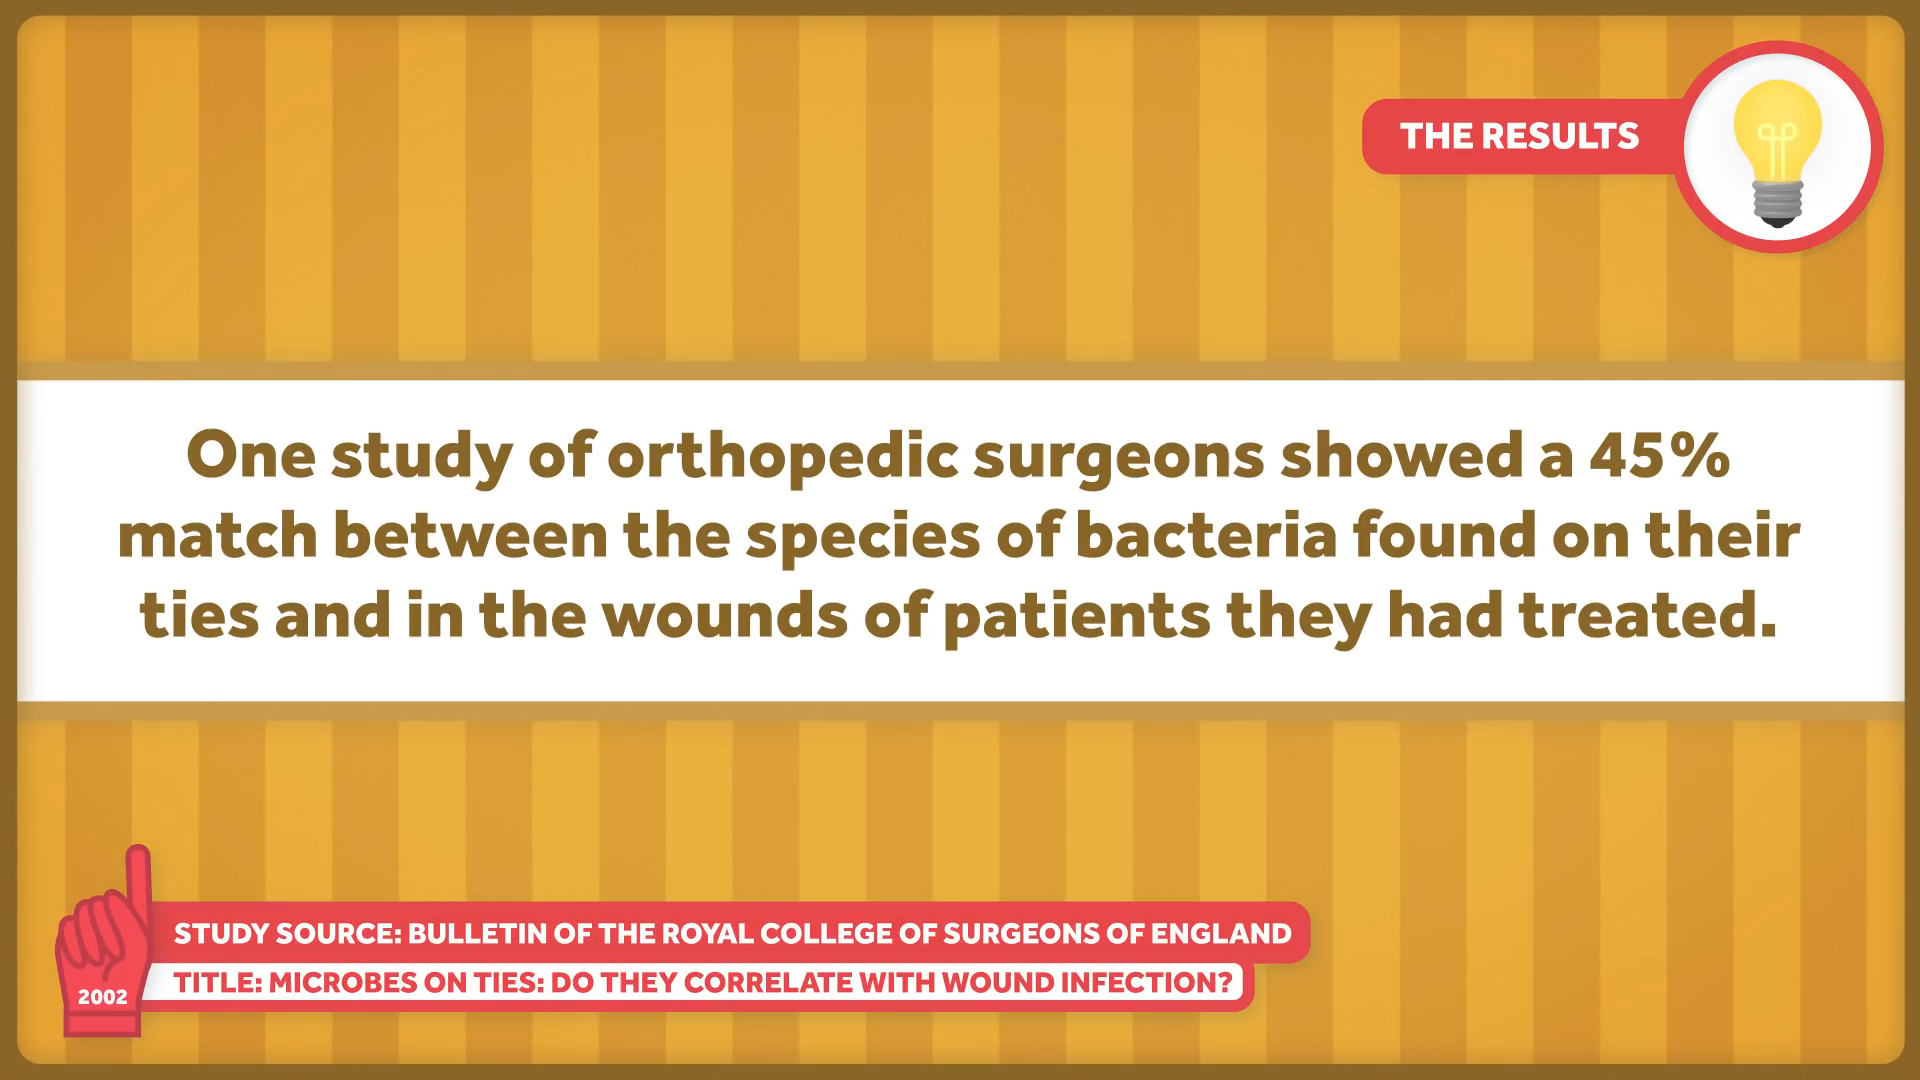 THE RESULTS
One study of orthopedic surgeons showed a 45%
match between the species of bacteria found on their
ties and in the wounds of patients they had treated.
STUDY SOURCE: BULLETIN OF THE ROYAL COLLEGE OF SURGEONS OF ENGLAND
TITLE: MICROBES ON TIES: DO THEY CORRELATE WITH WOUND INFECTION?
2002